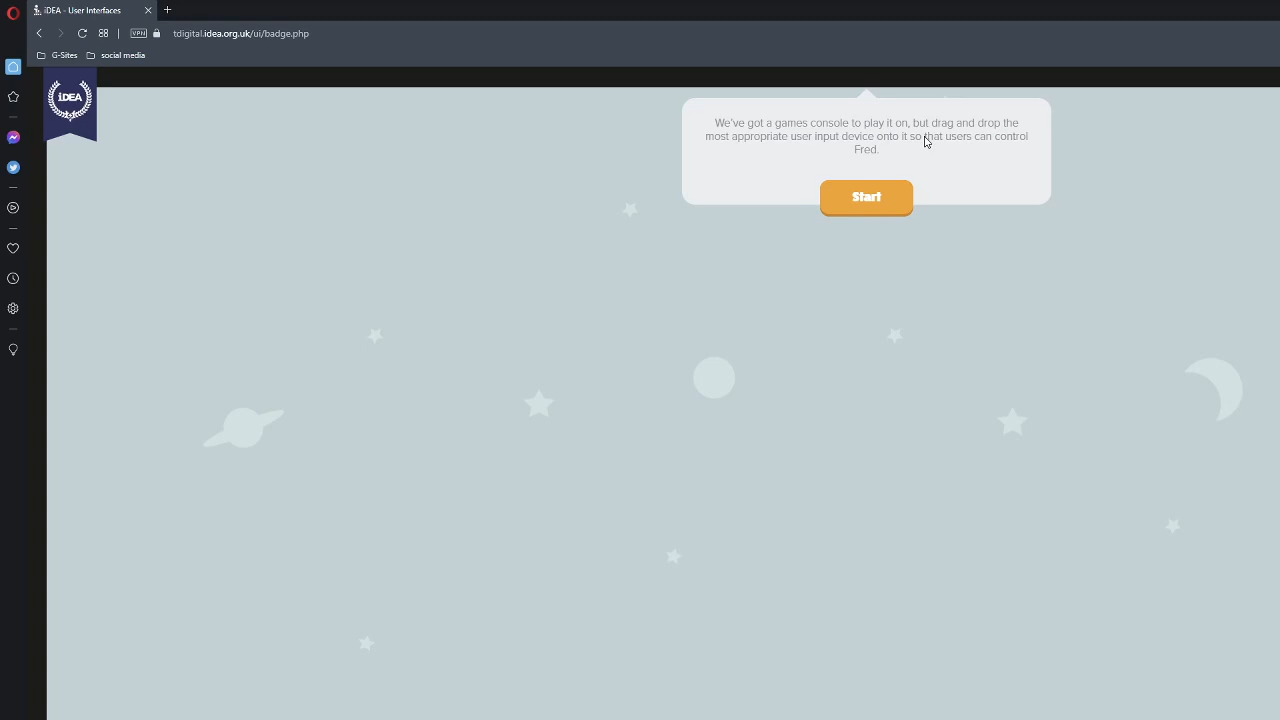 iDEA - User Interfaces
VPN
tdigital.idea.org.uk/ui/badge.php
G-Sites
social media
iDEA
We've got a games console to play it on, but drag and drop the
most appropriate user input device onto it so that users can control
Fred.
Start